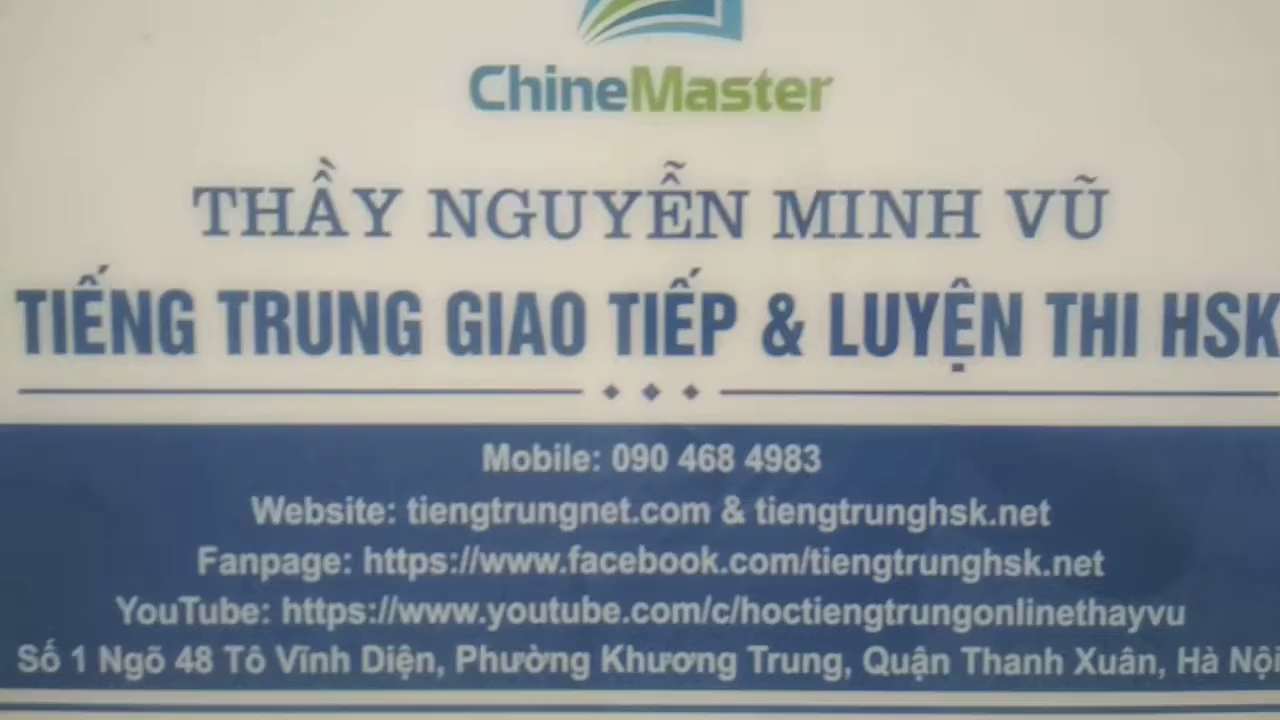 ChineMaster
THẦY NGUYỄN MINH VŨ
TIẾNG TRUNG GIAO TIẾP & LUYỆN THI HSK
Mobile: 090 468 4983
Website: tiengtrungnet.com & tiengtrunghsk.net
Fanpage: https://www.facebook.com/tiengtrunghsk.net
YouTube: https://www.youtube.com/c/hoctiengtrungonlinethayvu
Số 1 Ngõ 48 Tô Vĩnh Diện, Phường Khương Trung, Quận Thanh Xuân, Hà Nội